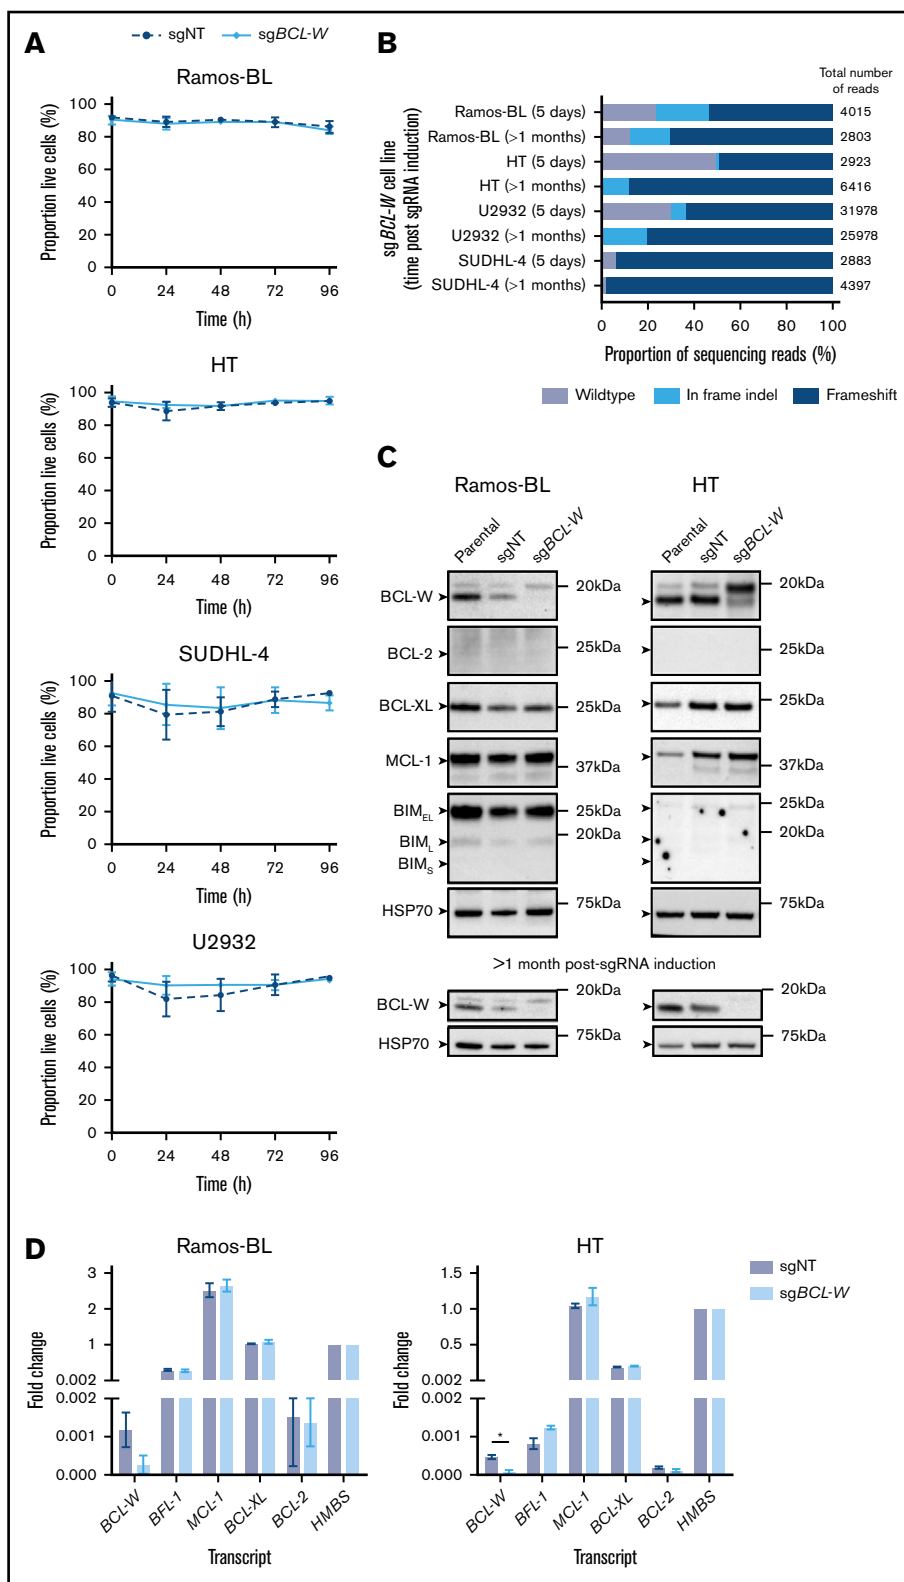 A
sgNT
sgBCL-W
Ramos-BL
Proportion live cells (%)
100
80
60
40
20
0
0 24 48 72 96
Time (h)
HT
Proportion live cells (%)
100
80
60
40
20
0
0 24 48 72 96
Time (h)
SUDHL-4
Proportion live cells (%)
100
80
60
40
20
0
0 24 48 72 96
Time (h)
U2932
Proportion live cells (%)
100
80
60
40
20
0
0 24 48 72 96
Time (h)
B
Total number
of reads
sgBCL-W cell line
(time post sgRNA induction)
Ramos-BL (5 days) 4015
Ramos-BL (>1 months) 2803
HT (5 days) 2923
HT (>1 months) 6416
U2932 (5 days) 31978
U2932 (>1 months) 25978
SUDHL-4 (5 days) 2883
SUDHL-4 (>1 months) 4397
0 20 40 60 80 100
Proportion of sequencing reads (%)
Wildtype In frame indel Frameshift
C
Ramos-BL HT
Parental sgNT sgBCL-W Parental sgNT sgBCL-W
BCL-W 20kDa 20kDa
BCL-2 25kDa 25kDa
BCL-XL 25kDa 25kDa
MCL-1 37kDa 37kDa
BIMEL 25kDa 25kDa
BIML 20kDa 20kDa
BIMS
HSP70 75kDa 75kDa
>1 month post-sgRNA induction
BCL-W 20kDa 20kDa
HSP70 75kDa 75kDa
D
Ramos-BL
Fold change
3
2
1
0.002
0.002
0.001
0.000
BCL-W BFL-1 MCL-1 BCL-XL BCL-2 HMBS
Transcript
HT
Fold change
1.5
1.0
0.5
0.002
0.002
0.001
0.000
*
BCL-W BFL-1 MCL-1 BCL-XL BCL-2 HMBS
Transcript
sgNT
sgBCL-W